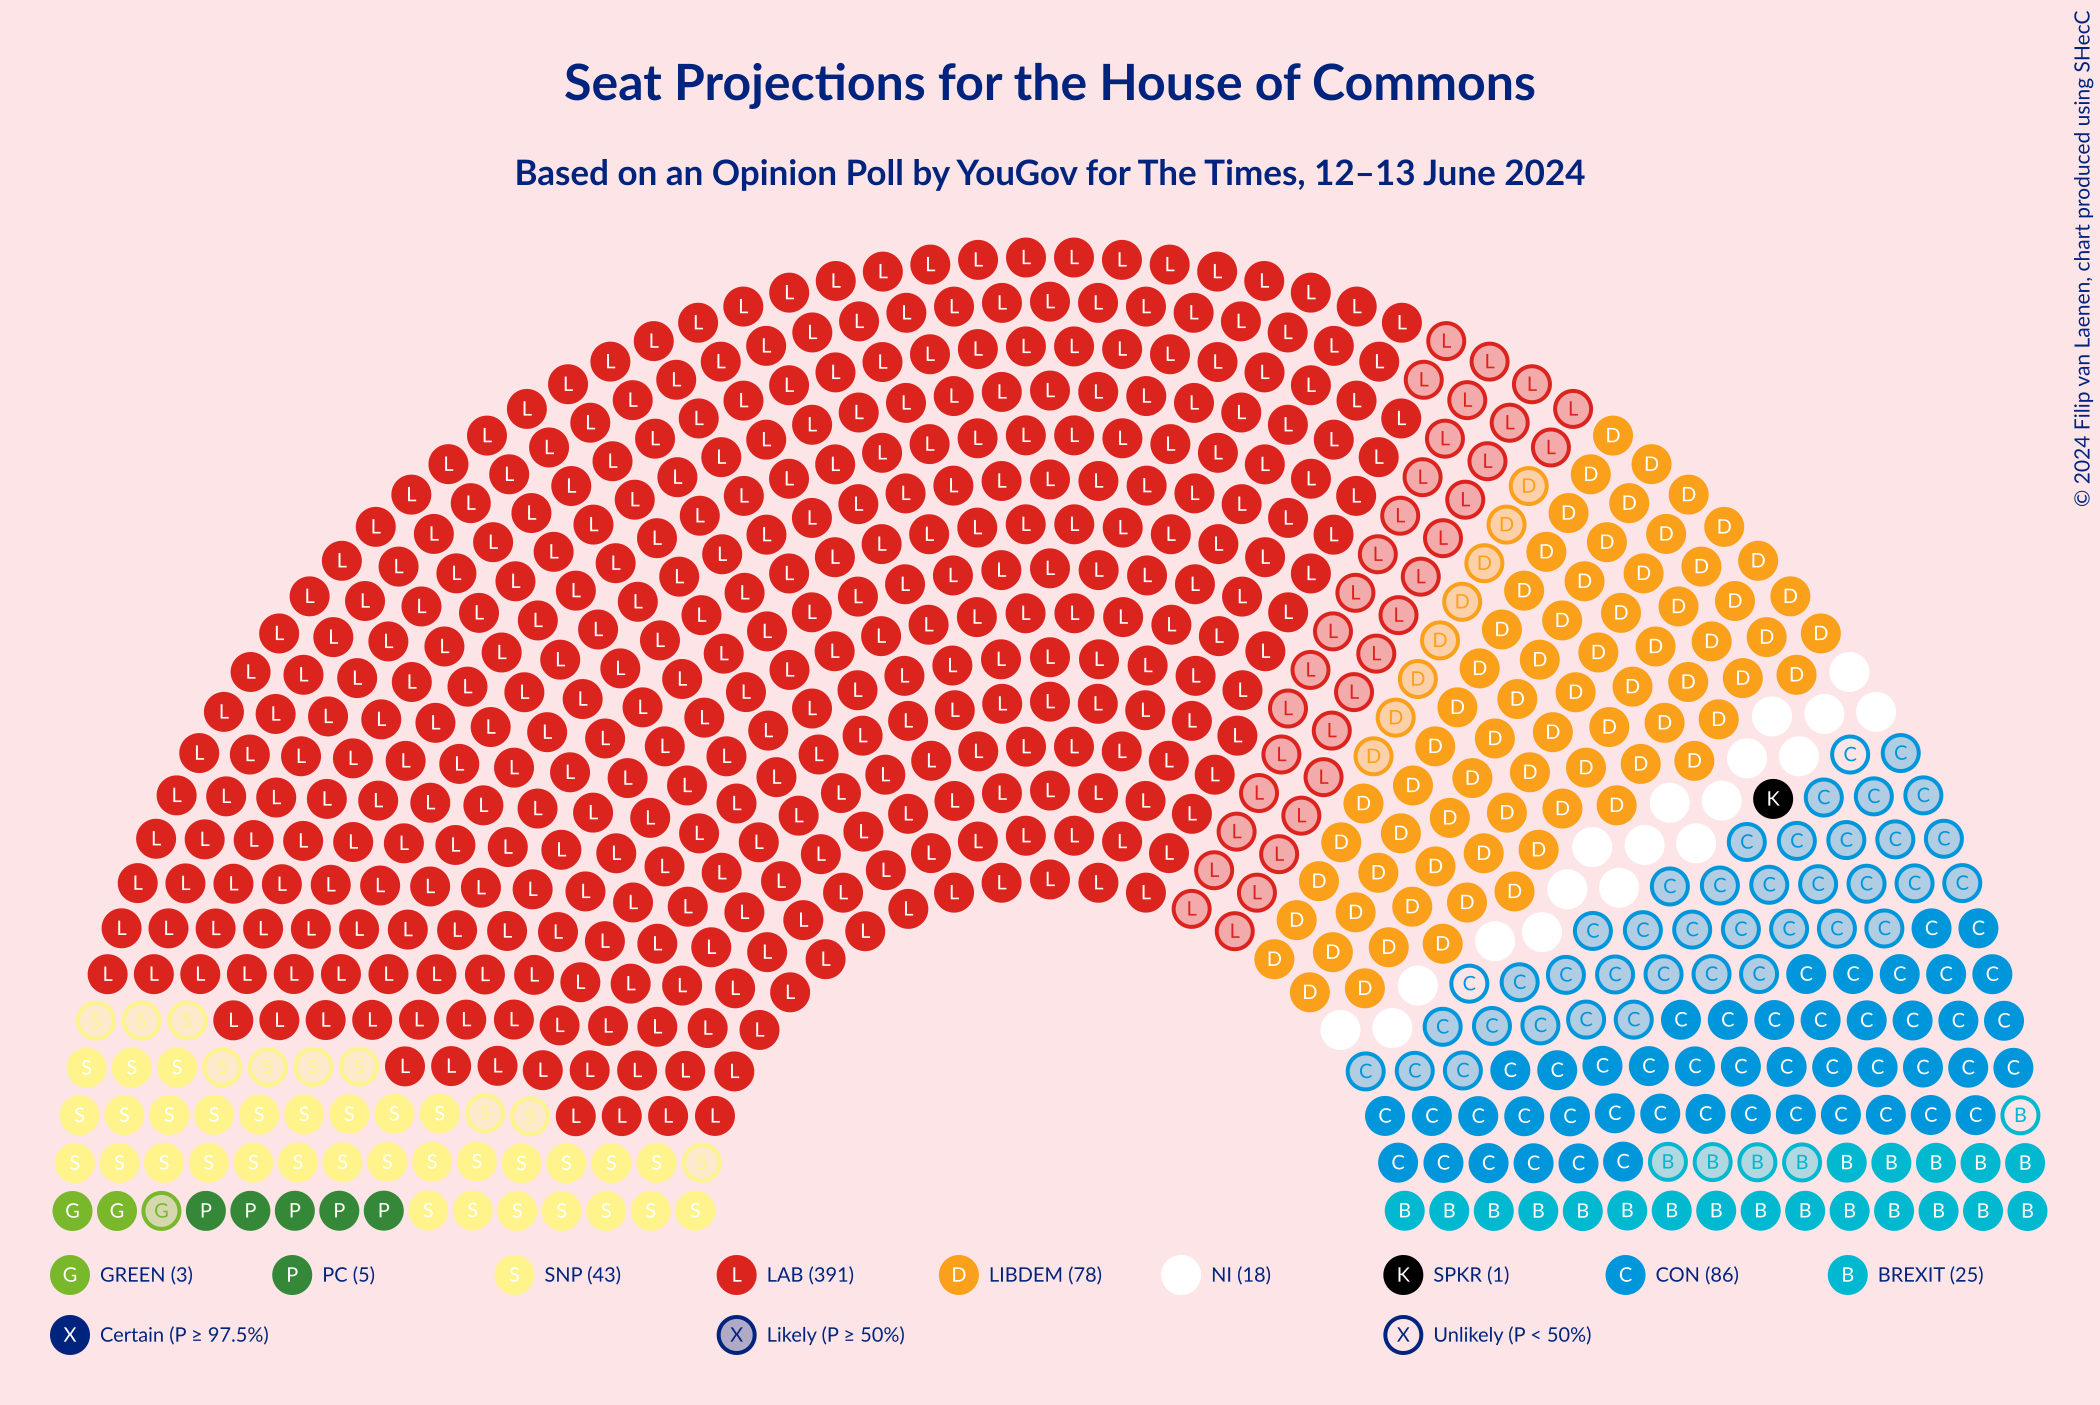 Seat Projections for the House of Commons
Based on an Opinion Poll by YouGov for The Times, 12–13 June 2024
© 2024 Filip van Laenen, chart produced using SHecC
G GREEN (3)
P PC (5)
S SNP (43)
L LAB (391)
D LIBDEM (78)
NI (18)
K SPKR (1)
C CON (86)
B BREXIT (25)
X Certain (P ≥ 97.5%)
X Likely (P ≥ 50%)
X Unlikely (P < 50%)